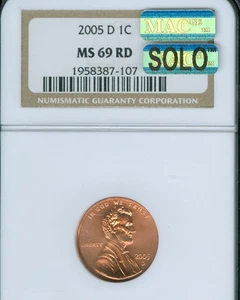 2005 D 1C
MS 69 RD
1958387-107
MAC
SOLO
NUMISMATIC GUARANTY CORPORATION
IN GOD WE TRUST
LIBERTY
2005
D